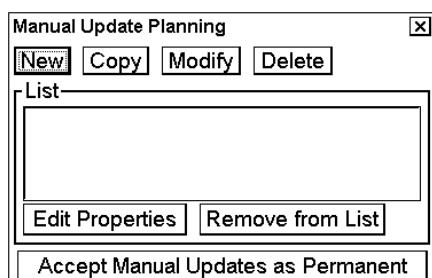 Manual Update Planning
New Copy Modify Delete
List
Edit Properties Remove from List
Accept Manual Updates as Permanent